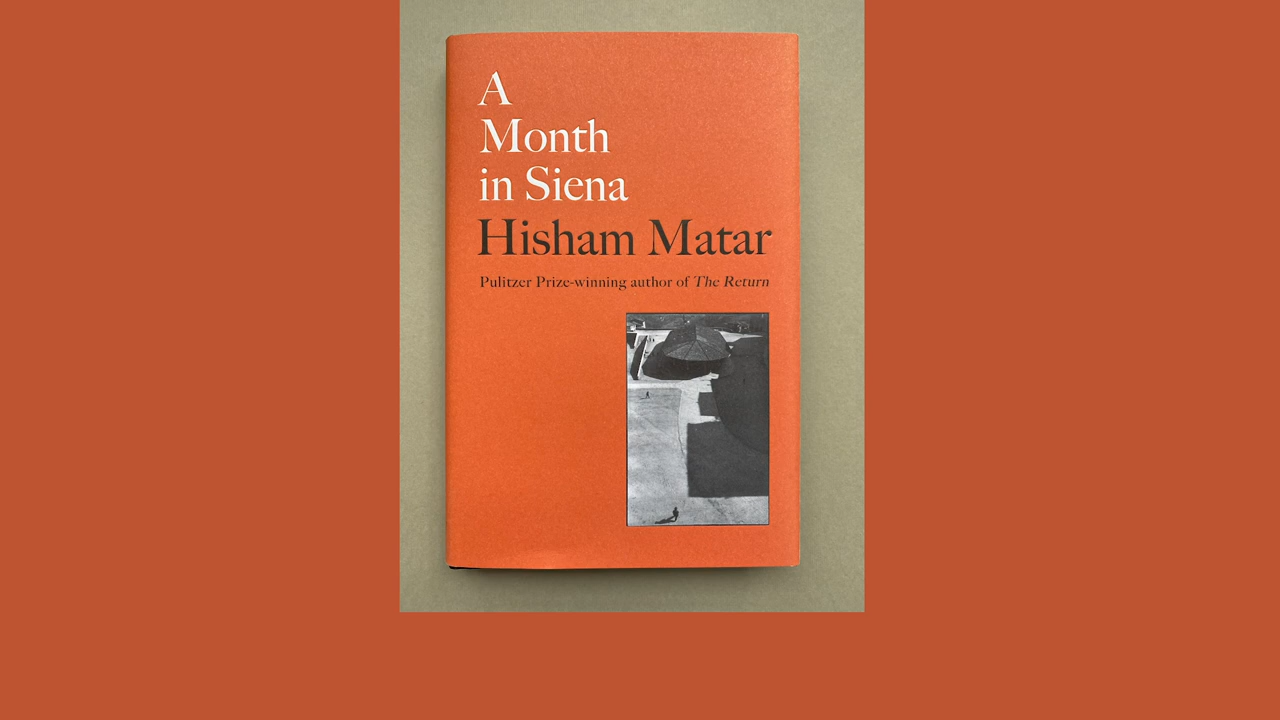 A
Month
in Siena
Hisham Matar
Pulitzer Prize-winning author of The Return